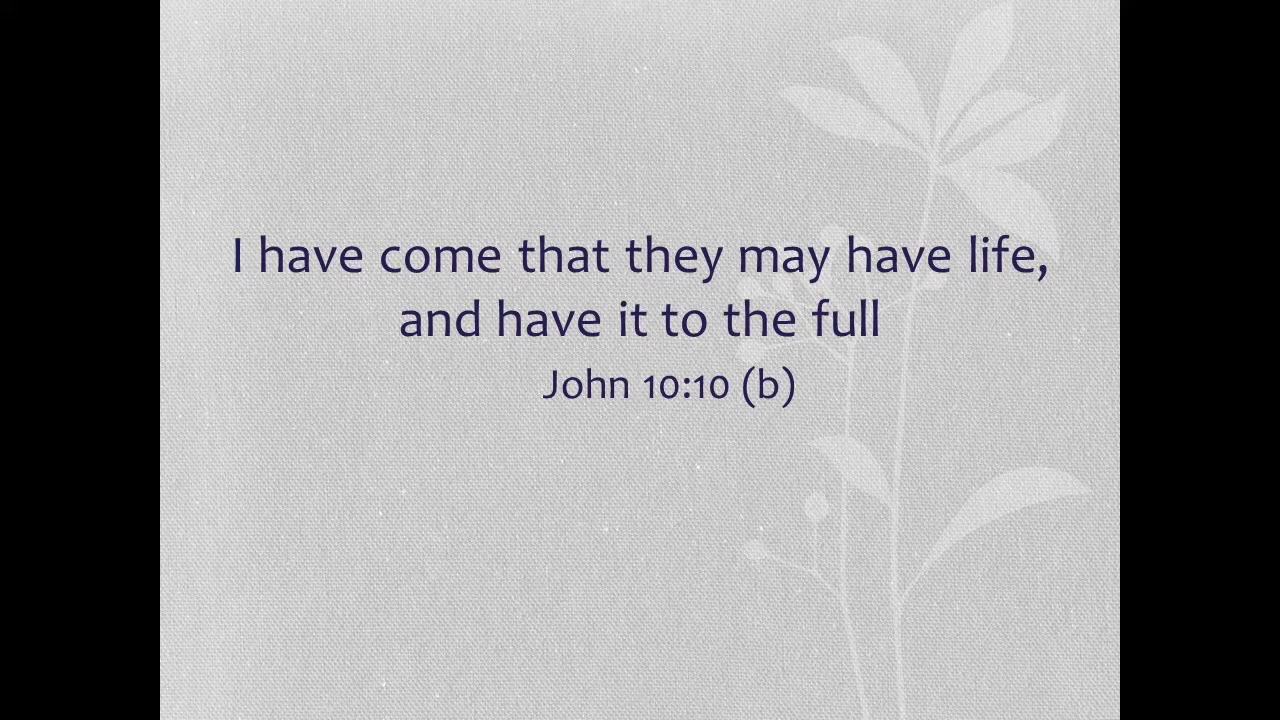 I have come that they may have life,
and have it to the full
John 10:10 (b)